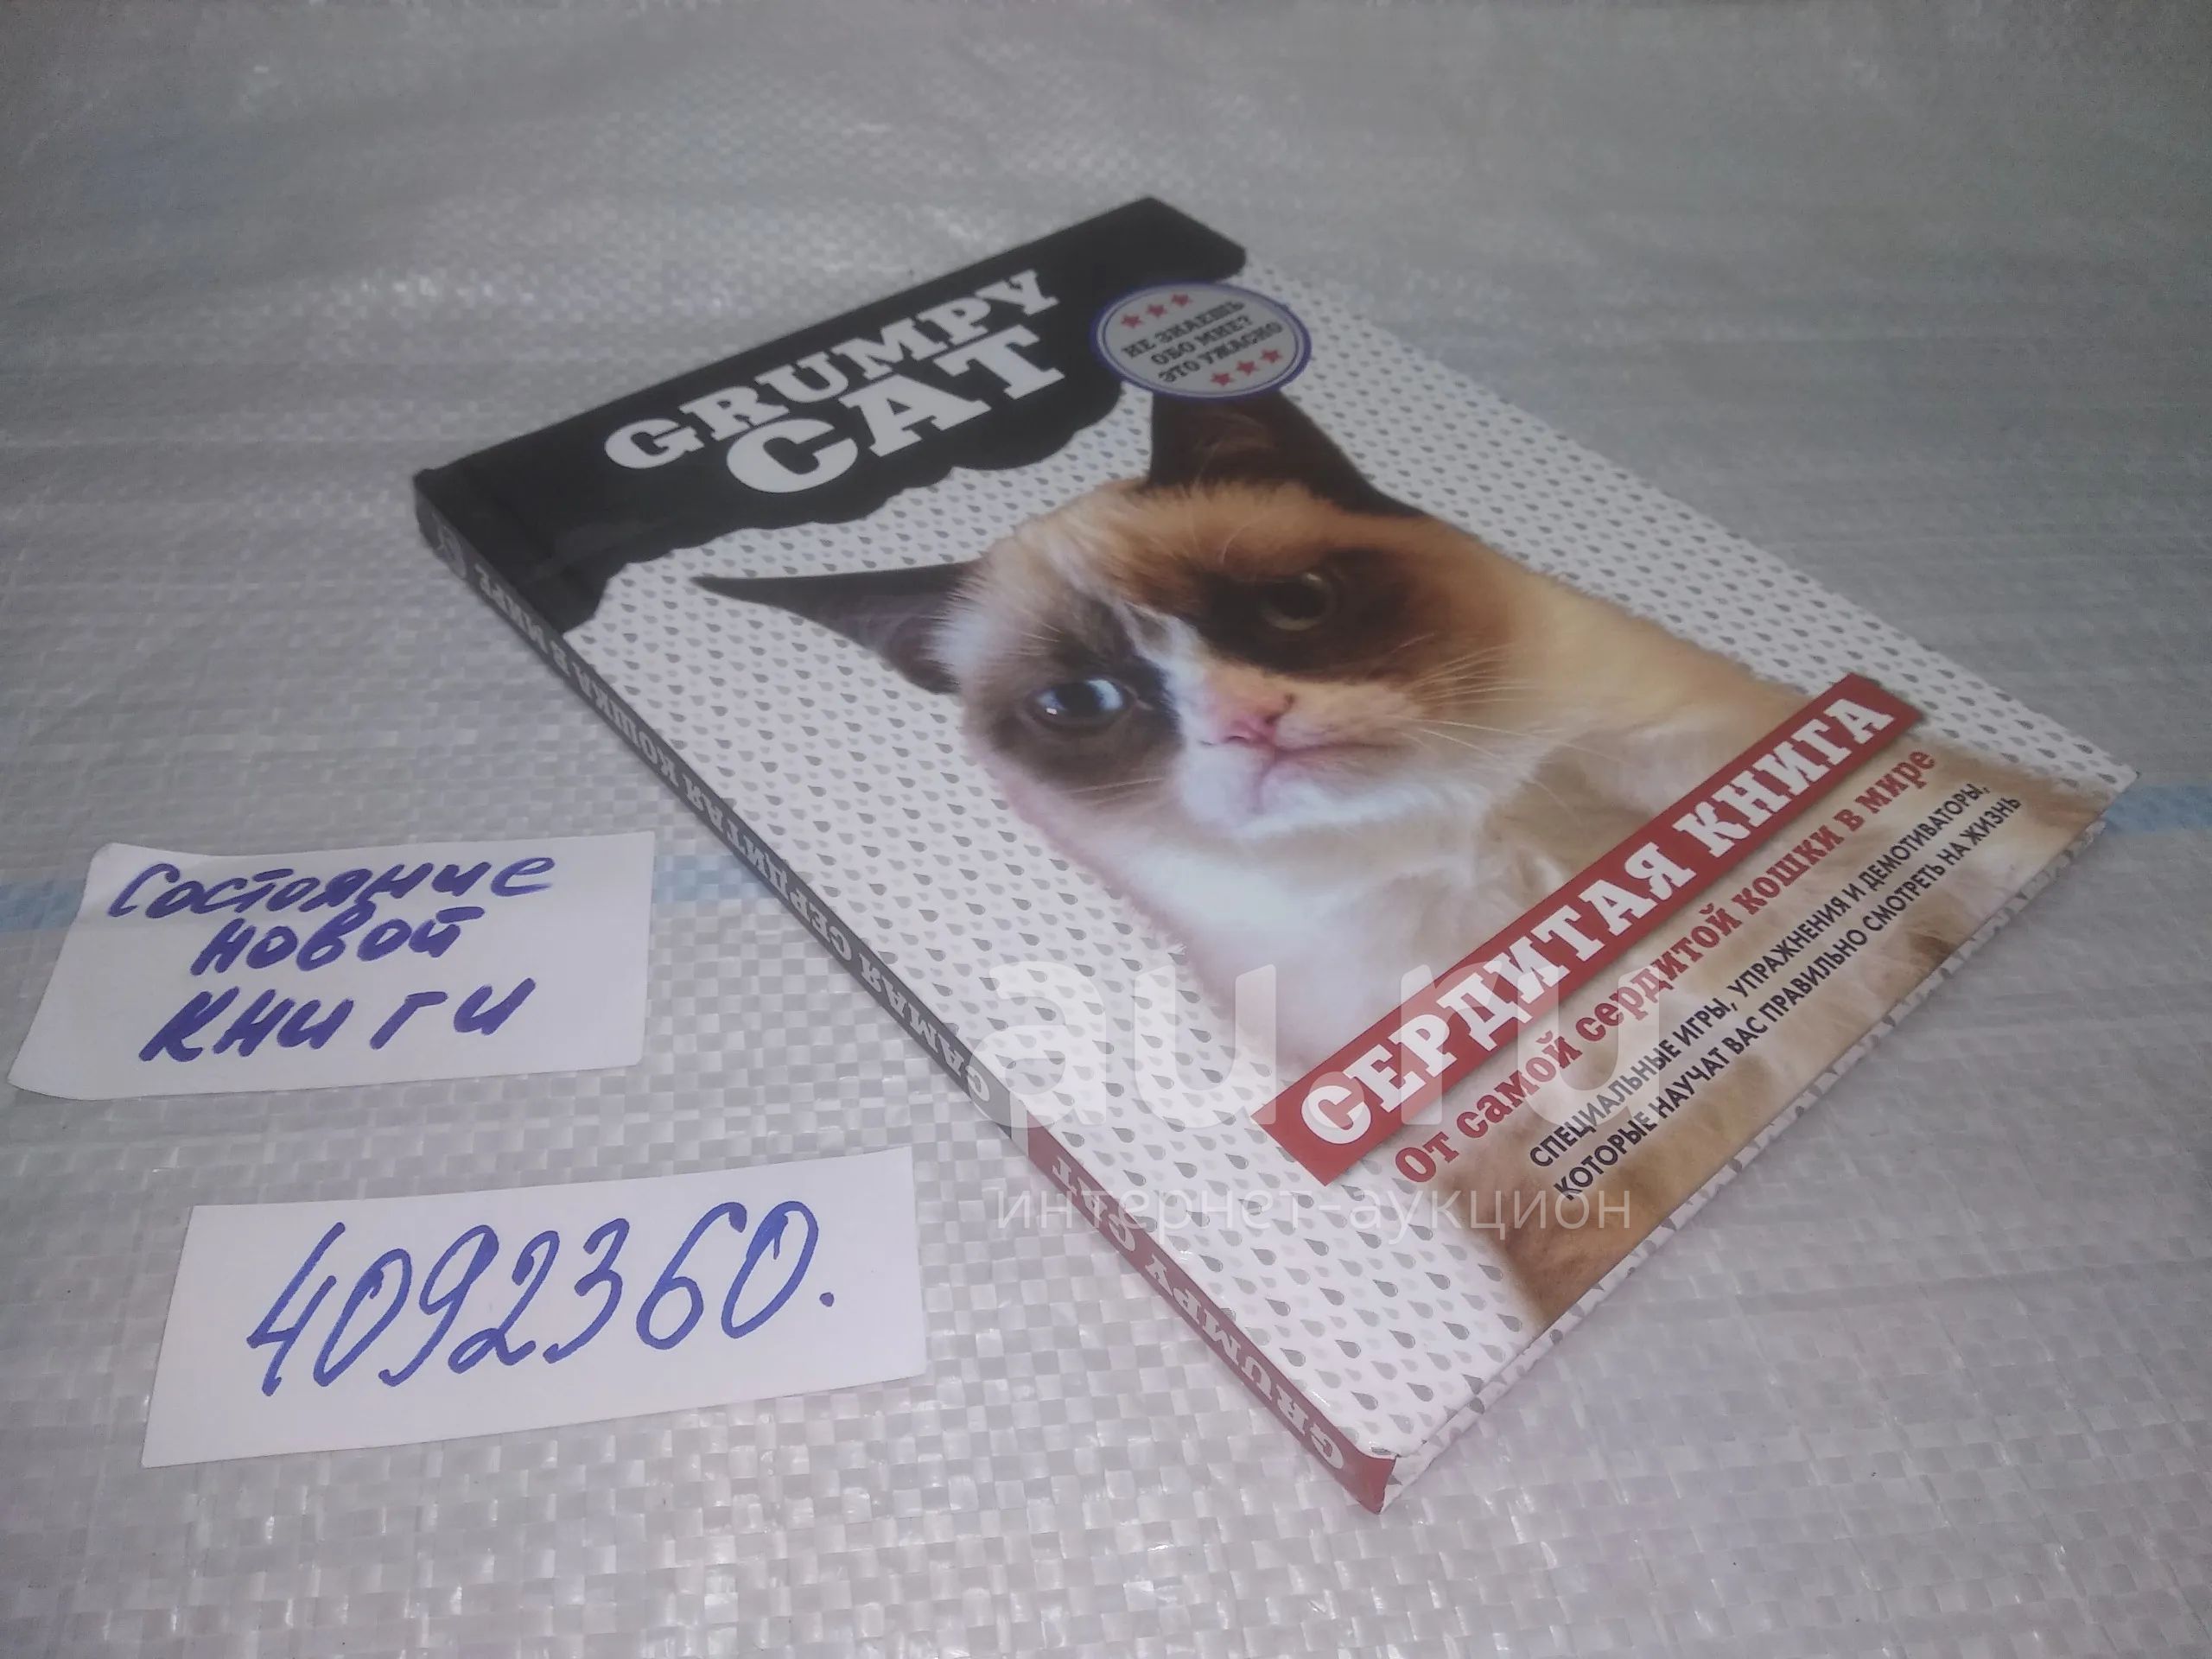 GRUMPY
CAT
НЕ ЗНАЕШЬ
ОБО МНЕ?
ЭТО УЖАСНО
СЕРДИТАЯ КНИГА
От самой сердитой кошки в мире
СПЕЦИАЛЬНЫЕ ИГРЫ, УПРАЖНЕНИЯ И ДЕМОТИВАТОРЫ,
КОТОРЫЕ НАУЧАТ ВАС ПРАВИЛЬНО СМОТРЕТЬ НА ЖИЗНЬ
GRUMPY CAT САМАЯ СЕРДИТАЯ КОШКА В МИРЕ
Состояние
новой
книги
4092360.
au.ru
интернет-аукцион